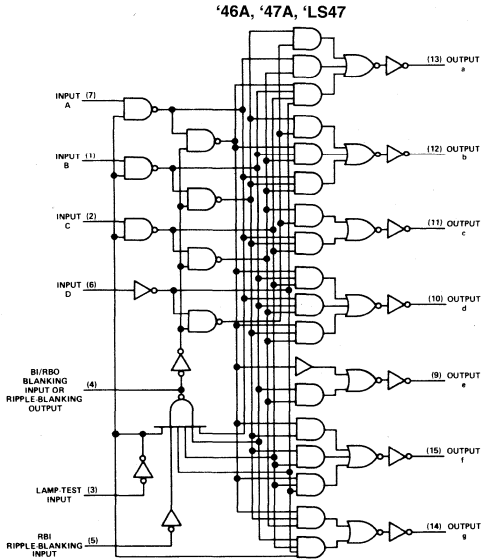 '46A, '47A, 'LS47
INPUT A (7)
INPUT B (1)
INPUT C (2)
INPUT D (6)
BI/RBO
BLANKING
INPUT OR
RIPPLE-BLANKING
OUTPUT
(4)
LAMP-TEST
INPUT
(3)
RBI
RIPPLE-BLANKING
INPUT
(5)
(13) OUTPUT
a
(12) OUTPUT
b
(11) OUTPUT
c
(10) OUTPUT
d
(9) OUTPUT
e
(15) OUTPUT
f
(14) OUTPUT
g